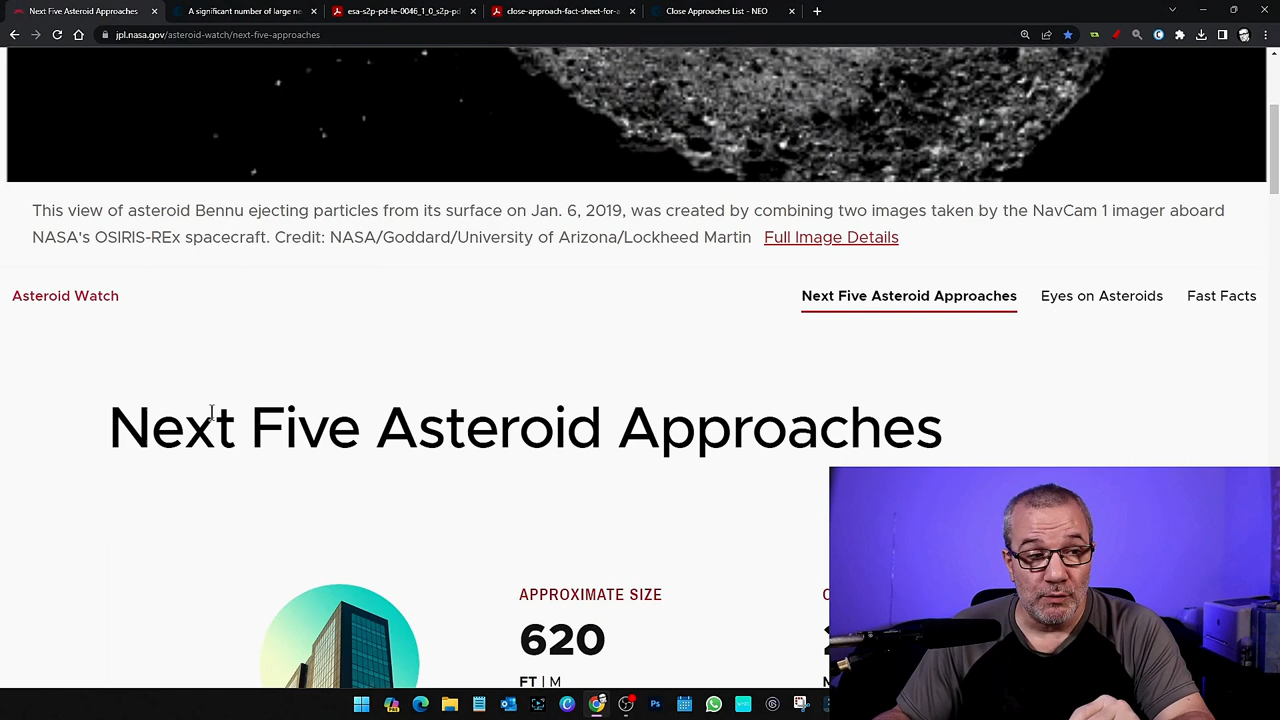 Next Five Asteroid Approaches
A significant number of large ne
esa-s2p-pd-le-0046_1_0_s2p-pd
close-approach-fact-sheet-for-a
Close Approaches List - NEO
jpl.nasa.gov/asteroid-watch/next-five-approaches
This view of asteroid Bennu ejecting particles from its surface on Jan. 6, 2019, was created by combining two images taken by the NavCam 1 imager aboard
NASA's OSIRIS-REx spacecraft. Credit: NASA/Goddard/University of Arizona/Lockheed Martin Full Image Details
Asteroid Watch
Next Five Asteroid Approaches
Eyes on Asteroids
Fast Facts
Next Five Asteroid Approaches
APPROXIMATE SIZE
620
FT | M